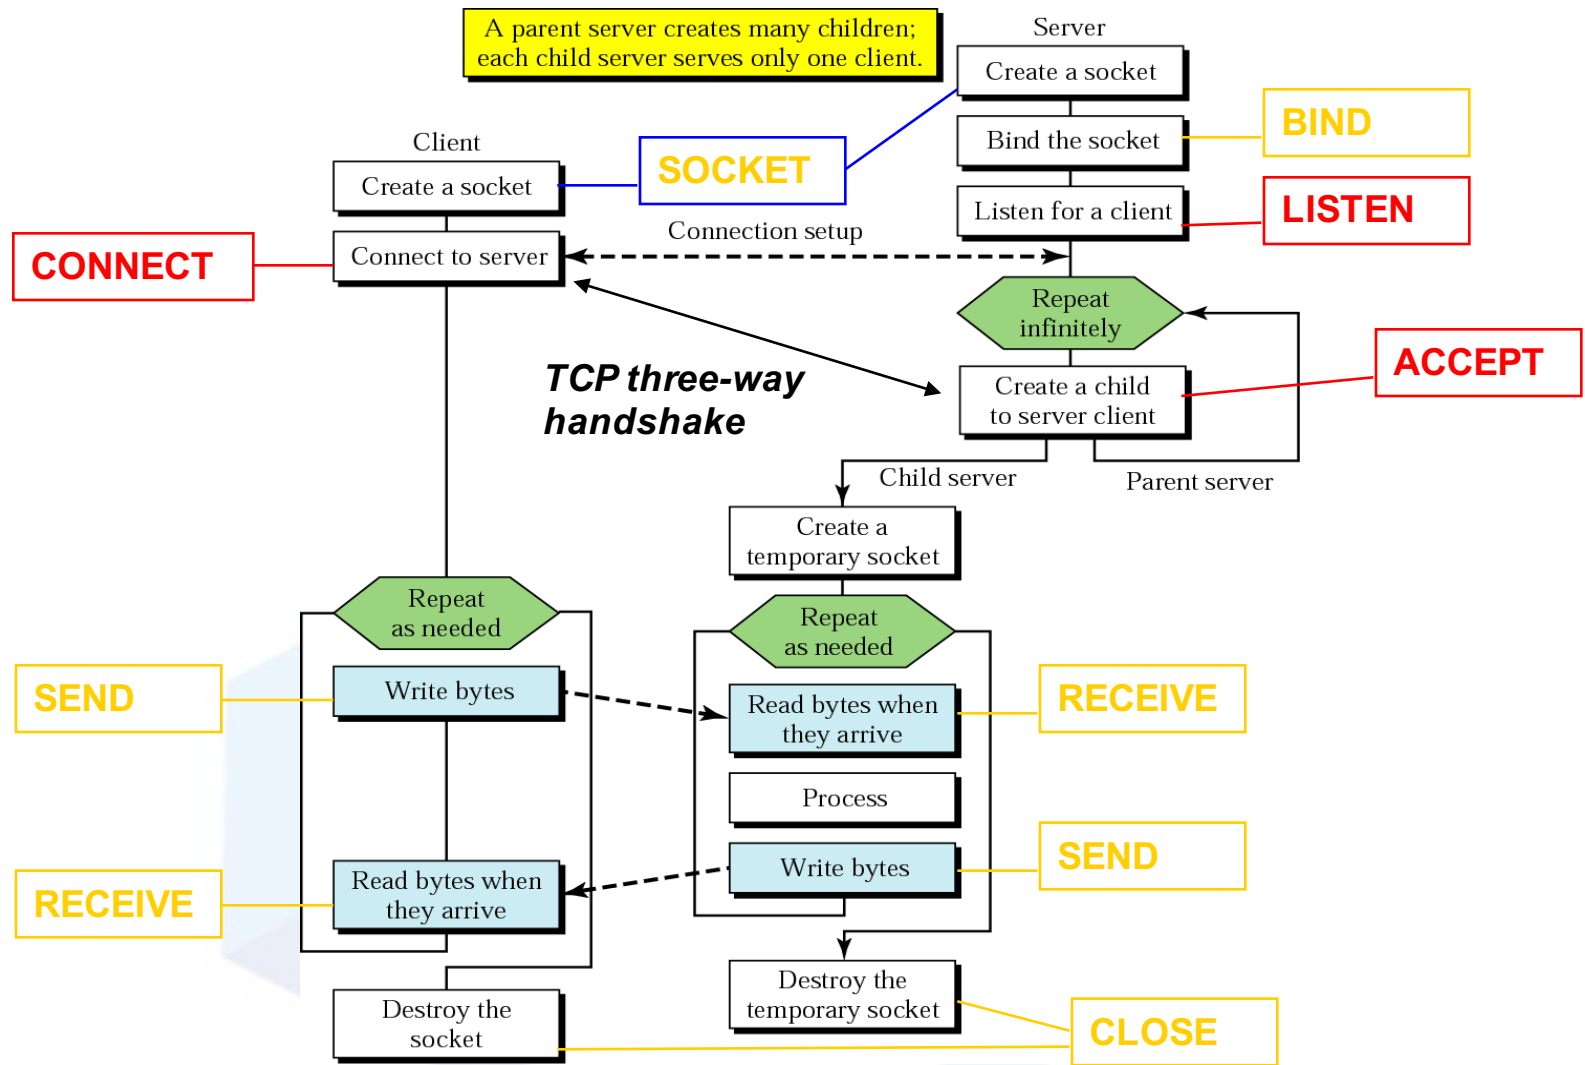 A parent server creates many children;
each child server serves only one client.
Server
Create a socket
BIND
Bind the socket
Client
SOCKET
Create a socket
LISTEN
Listen for a client
Connection setup
CONNECT
Connect to server
Repeat
infinitely
ACCEPT
TCP three-way
handshake
Create a child
to server client
Child server
Parent server
Create a
temporary socket
Repeat
as needed
Repeat
as needed
SEND
Write bytes
Read bytes when
they arrive
RECEIVE
Process
Write bytes
SEND
RECEIVE
Read bytes when
they arrive
Destroy the
temporary socket
Destroy the
socket
CLOSE